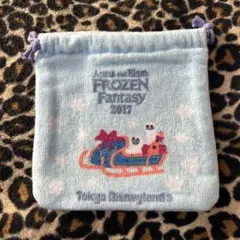 Anna and Elsa's
FROZEN
Fantasy
2017
Tokyo Disneyland®